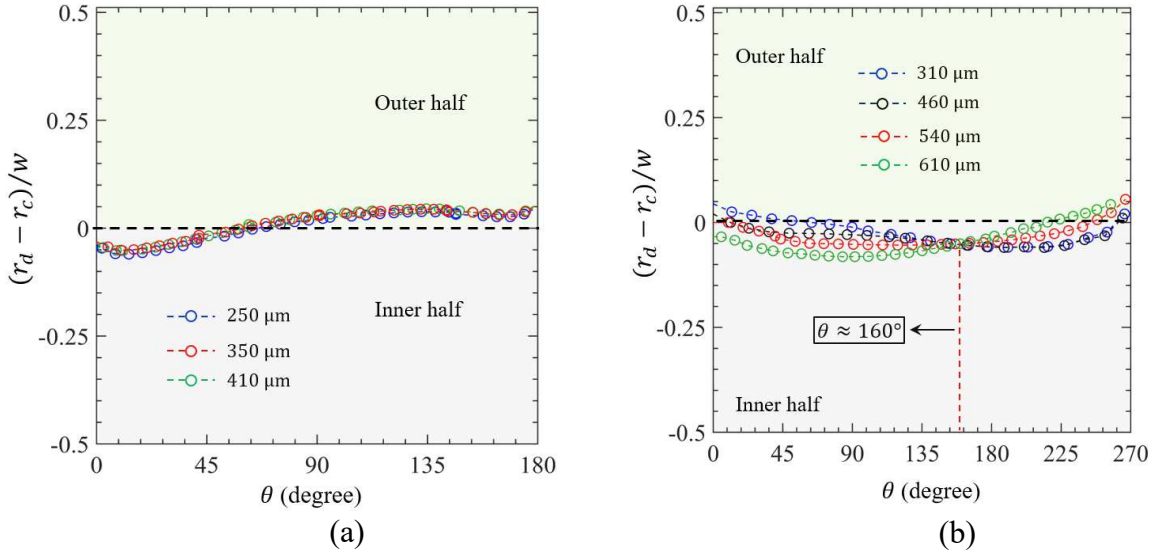 0.5
0.25
0
-0.25
-0.5
(r_d − r_c)/w
Outer half
Inner half
250 μm
350 μm
410 μm
0 45 90 135 180
θ (degree)
(a)
0.5
0.25
0
-0.25
-0.5
(r_d − r_c)/w
Outer half
310 μm
460 μm
540 μm
610 μm
θ ≈ 160°
Inner half
0 45 90 135 180 225 270
θ (degree)
(b)